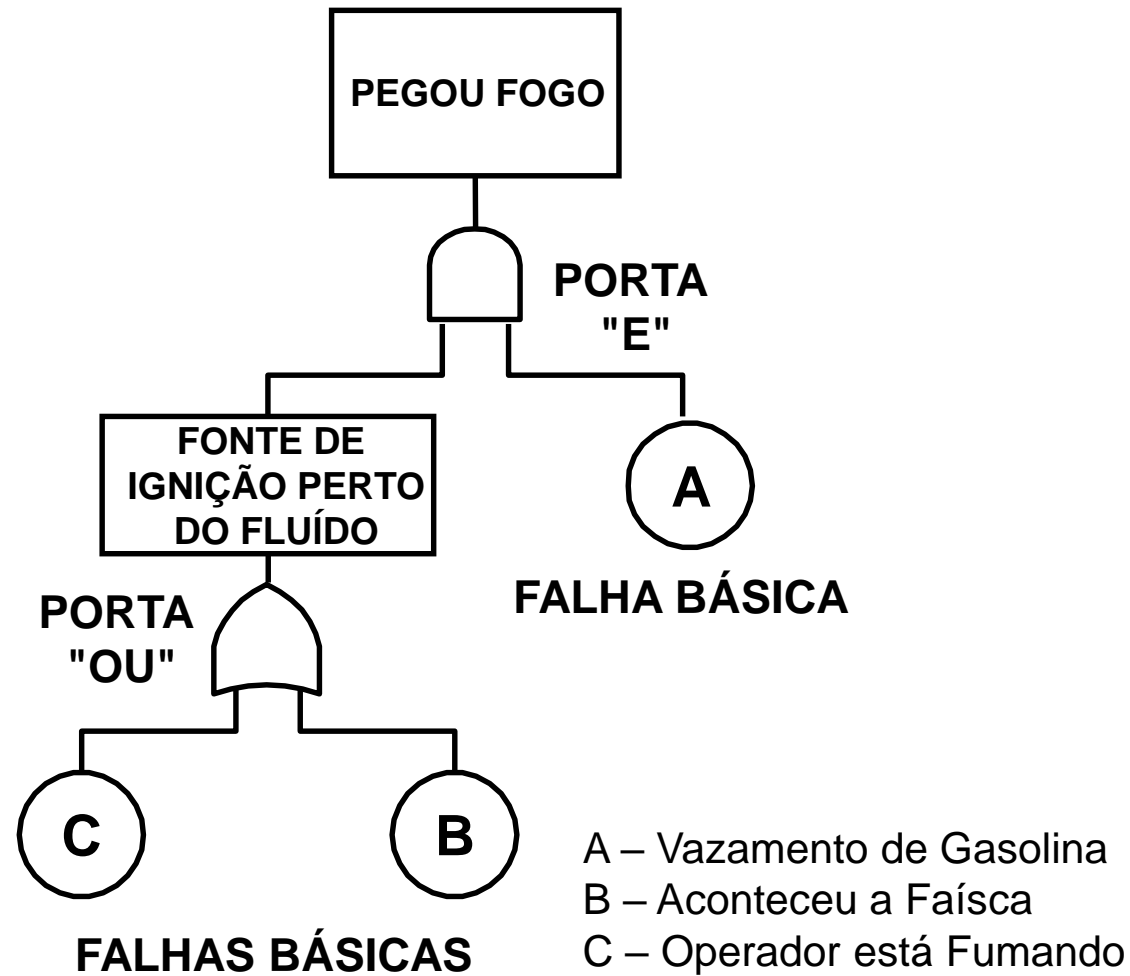 PEGOU FOGO
PORTA
"E"
FONTE DE
IGNIÇÃO PERTO
DO FLUÍDO
A
FALHA BÁSICA
PORTA
"OU"
C
B
FALHAS BÁSICAS
A – Vazamento de Gasolina
B – Aconteceu a Faísca
C – Operador está Fumando